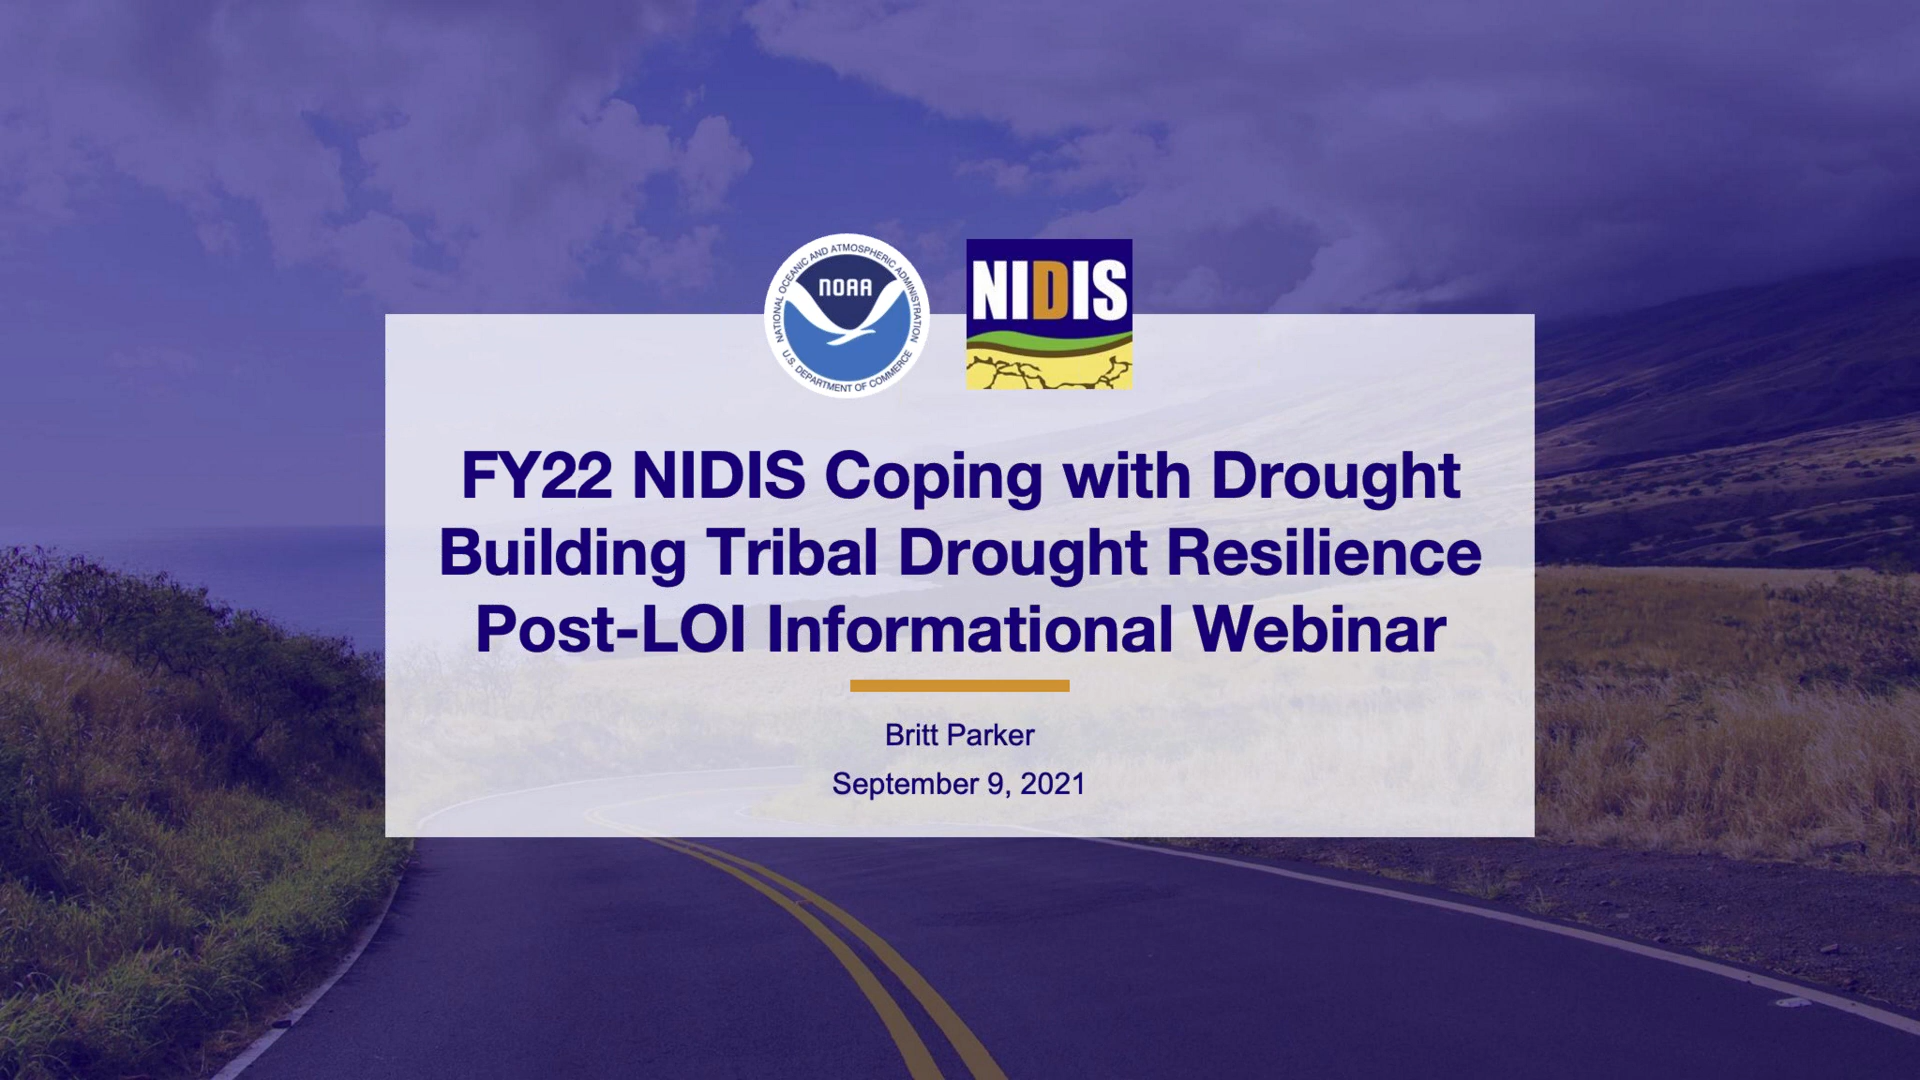 NATIONAL OCEANIC AND ATMOSPHERIC ADMINISTRATION
NOAA
U.S. DEPARTMENT OF COMMERCE
NIDIS
FY22 NIDIS Coping with Drought
Building Tribal Drought Resilience
Post-LOI Informational Webinar
Britt Parker
September 9, 2021